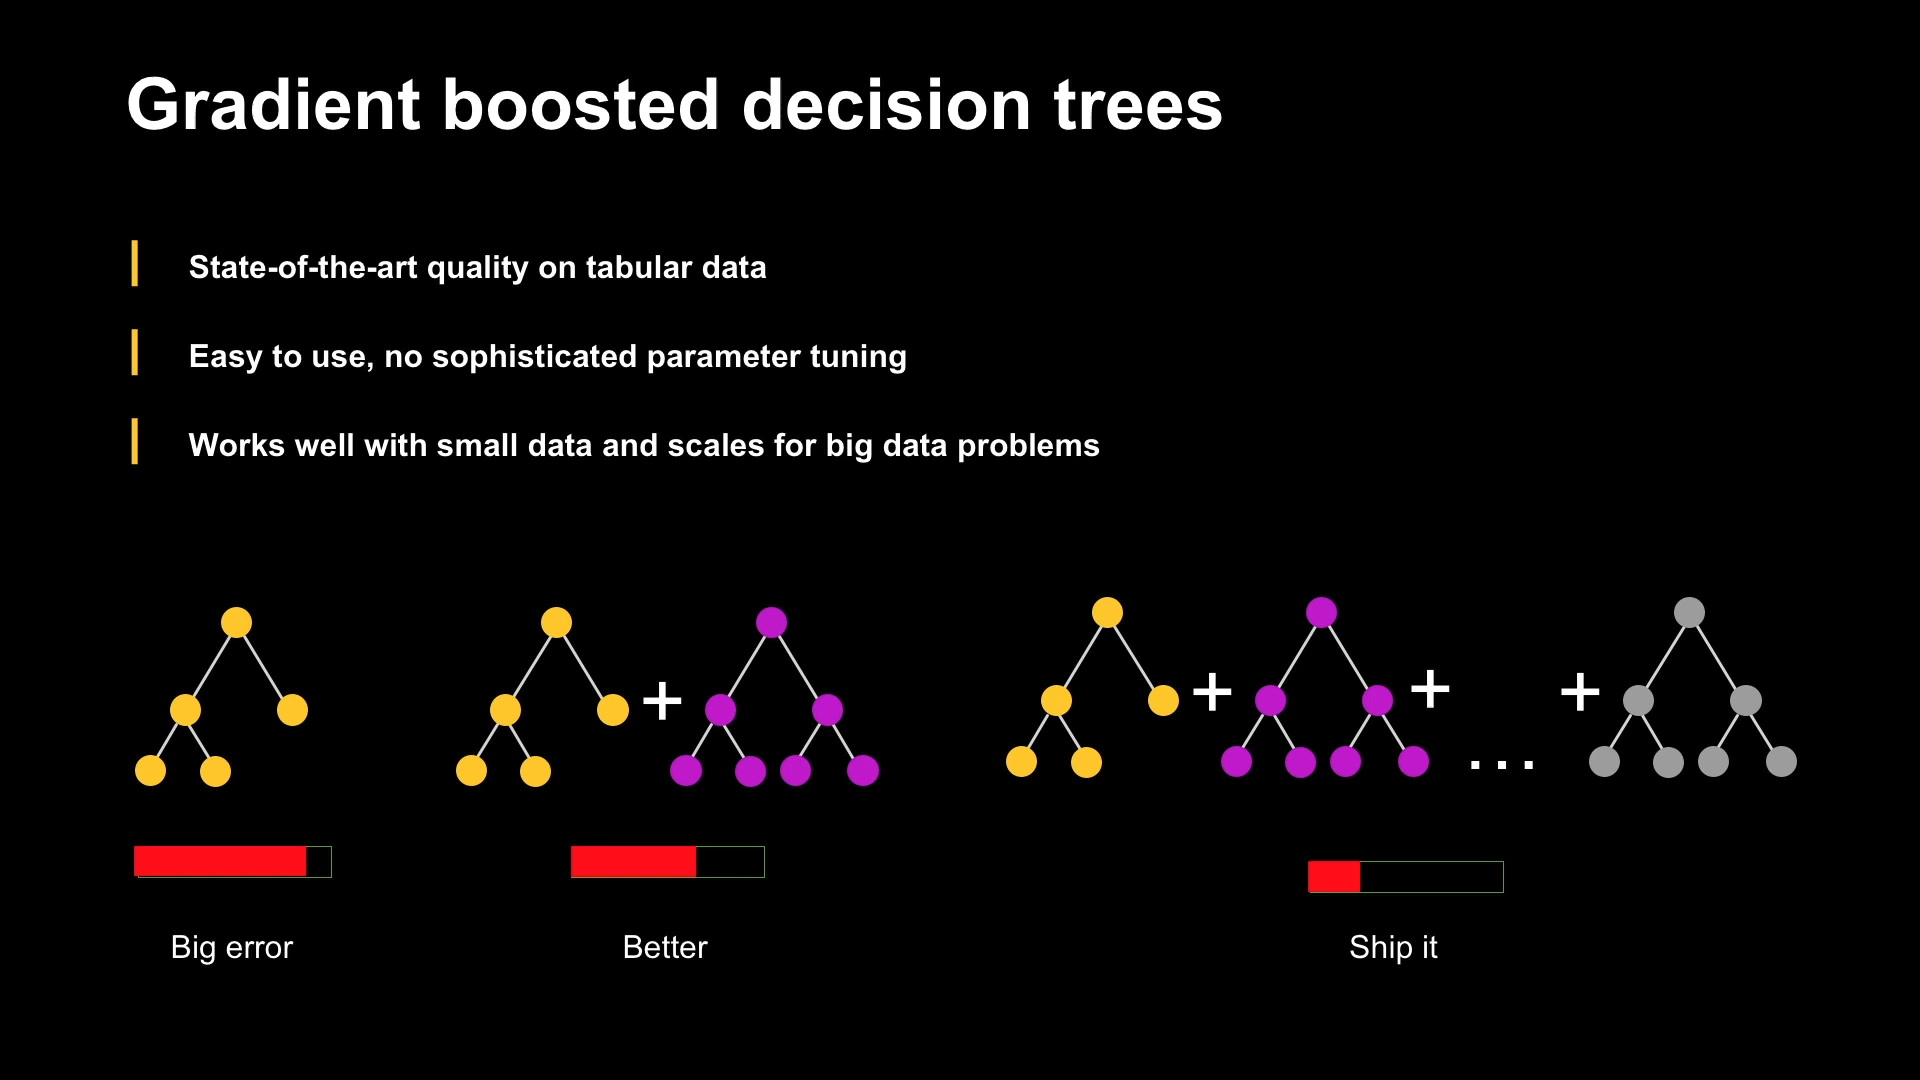 Gradient boosted decision trees
State-of-the-art quality on tabular data
Easy to use, no sophisticated parameter tuning
Works well with small data and scales for big data problems
+ + + ... +
Big error Better Ship it